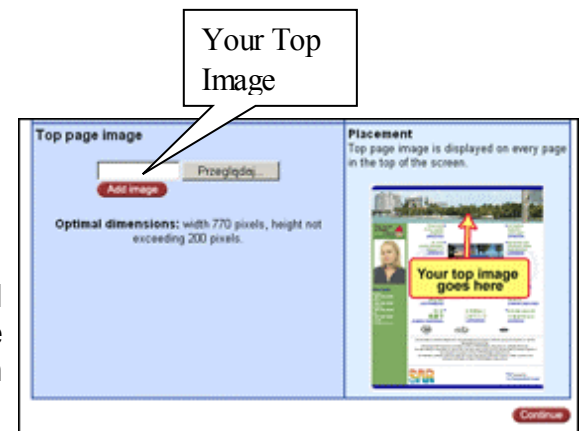 Your Top
Image
Top page image
Przeglądaj...
Add image
Optimal dimensions: width 770 pixels, height not
exceeding 200 pixels.
Placement
Top page image is displayed on every page
in the top of the screen.
Your top image
goes here
Continue